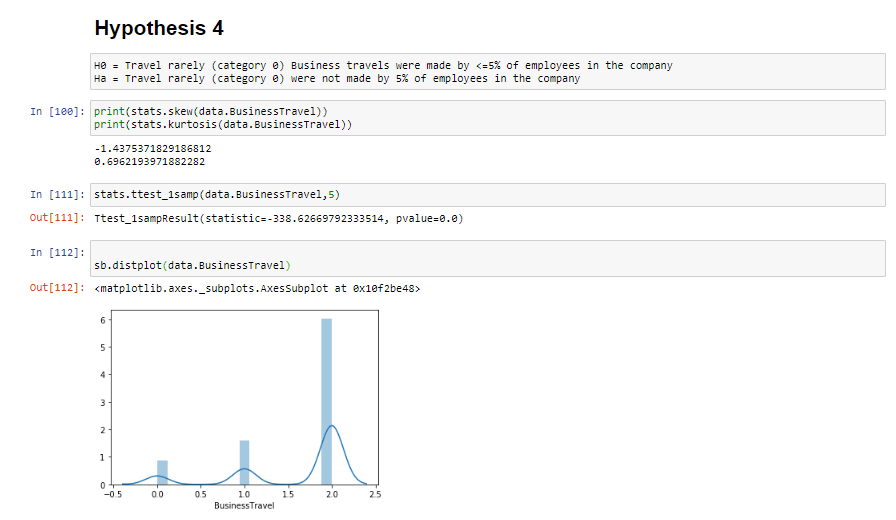 Hypothesis 4
H0 = Travel rarely (category 0) Business travels were made by <=5% of employees in the company
Ha = Travel rarely (category 0) were not made by 5% of employees in the company
In [100]: print(stats.skew(data.BusinessTravel))
print(stats.kurtosis(data.BusinessTravel))
-1.4375371829186812
0.6962193971882282
In [111]: stats.ttest_1samp(data.BusinessTravel,5)
Out[111]: Ttest_1sampResult(statistic=-338.62669792333514, pvalue=0.0)
In [112]:
sb.distplot(data.BusinessTravel)
Out[112]: <matplotlib.axes._subplots.AxesSubplot at 0x10f2be48>
6
5
4
3
2
1
0
−0.5 0.0 0.5 1.0 1.5 2.0 2.5
BusinessTravel